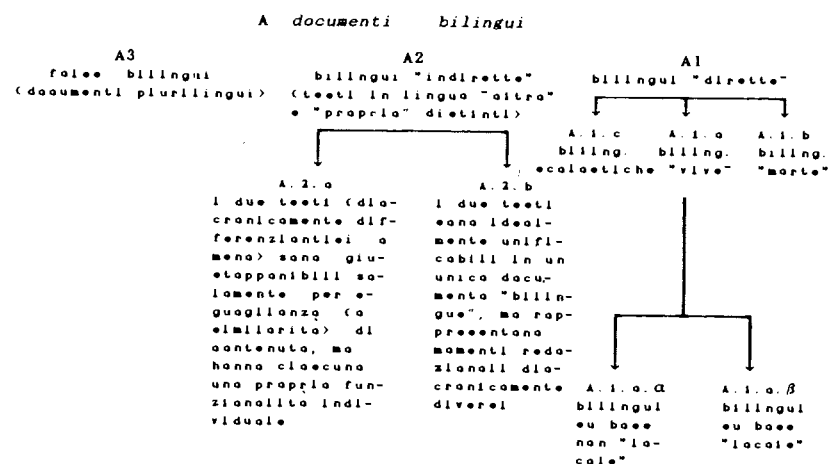 A documenti bilingui
A3
false bilingui
(documenti plurilingui)
A2
bilingui "indirette"
(testi in lingua "altra"
e "propria" distinti)
A1
bilingui "dirette"
A.1.c
biling.
scolastiche
A.1.a
biling.
"vive"
A.1.b
biling.
"morte"
A.2.a
i due testi (dia-
cronicamente dif-
ferenziantisi o
meno) sono giu-
stapponibili so-
lamente per e-
guaglianza (o
similarità) di
contenuto, ma
hanno ciascuno
una propria fun-
zionalità indi-
viduale
A.2.b
i due testi
sono ideal-
mente unifi-
cabili in un
unico docu-
mento "bilin-
gue", ma rap-
presentano
momenti reda-
zionali dia-
cronicamente
diversi
A.1.a.α
bilingui
su base
non "lo-
cale"
A.1.a.β
bilingui
su base
"locale"